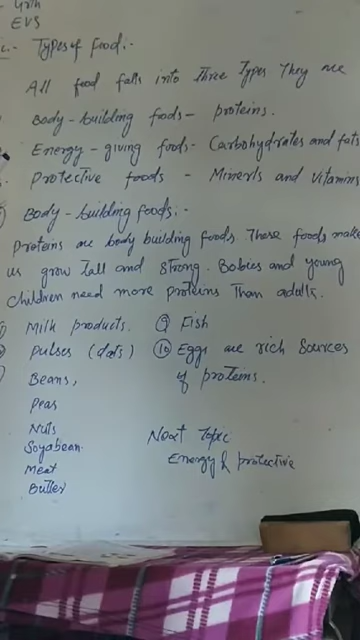 EVS
Types of food:-
All food falls into Three Types They are
Body-building foods - proteins.
Energy-giving foods- Carbohydrates and fats
Protective foods - Minerls and vitamins
Body-building foods:-
Proteins are body building foods. These foods make
us grow tall and strong. Babies and young
children need more proteins Than adults.
Milk products. ⑨ Fish
Pulses (dals) ⑩ Eggs are rich sources
Beans, of proteins.
Peas
Nuts
Soyabean.
Meat
Butter
Next Topic
Energy & protective